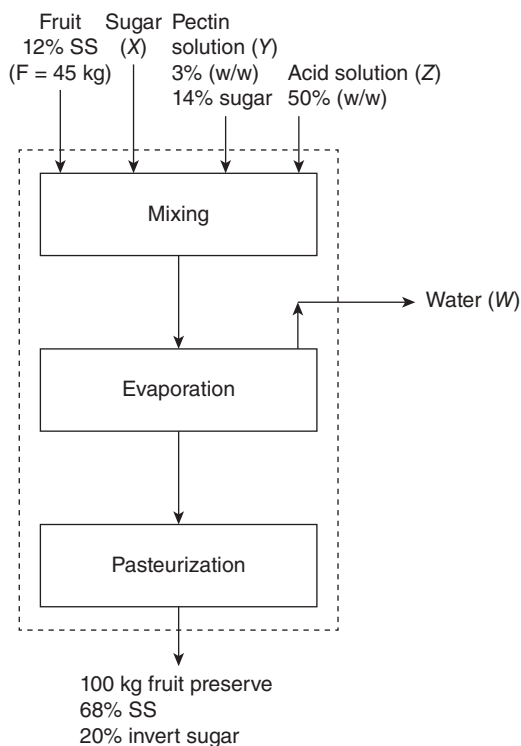 Fruit
12% SS
(F = 45 kg)
Sugar
(X)
Pectin
solution (Y)
3% (w/w)
14% sugar
Acid solution (Z)
50% (w/w)
Mixing
Water (W)
Evaporation
Pasteurization
100 kg fruit preserve
68% SS
20% invert sugar